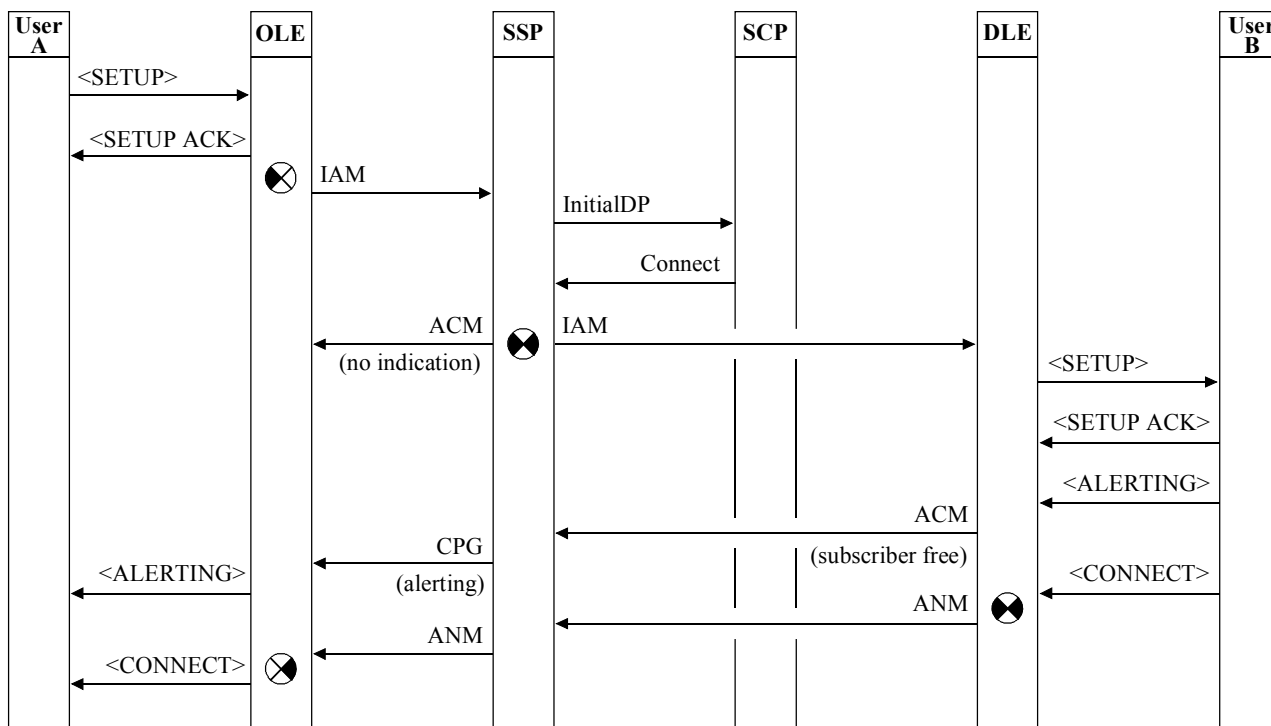 User
A
OLE
SSP
SCP
DLE
User
B
<SETUP>
<SETUP ACK>
IAM
InitialDP
Connect
ACM
IAM
(no indication)
<SETUP>
<SETUP ACK>
<ALERTING>
ACM
CPG
(subscriber free)
<ALERTING>
(alerting)
<CONNECT>
ANM
ANM
<CONNECT>